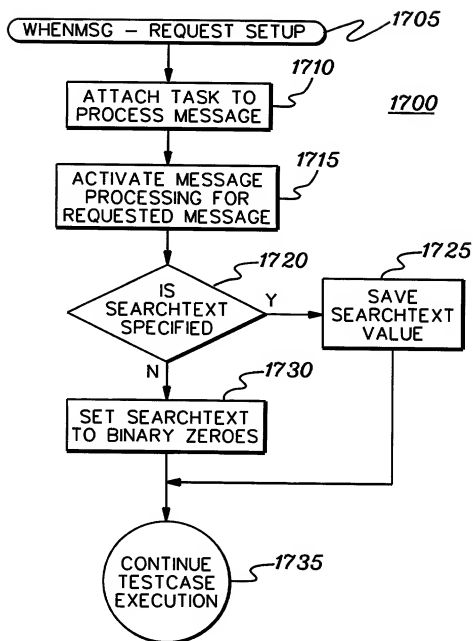 WHENMSG – REQUEST SETUP
1705
1710
1700
ATTACH TASK TO
PROCESS MESSAGE
1715
ACTIVATE MESSAGE
PROCESSING FOR
REQUESTED MESSAGE
1720
1725
IS
SEARCHTEXT
SPECIFIED
Y
SAVE
SEARCHTEXT
VALUE
N
1730
SET SEARCHTEXT
TO BINARY ZEROES
CONTINUE
TESTCASE
EXECUTION
1735